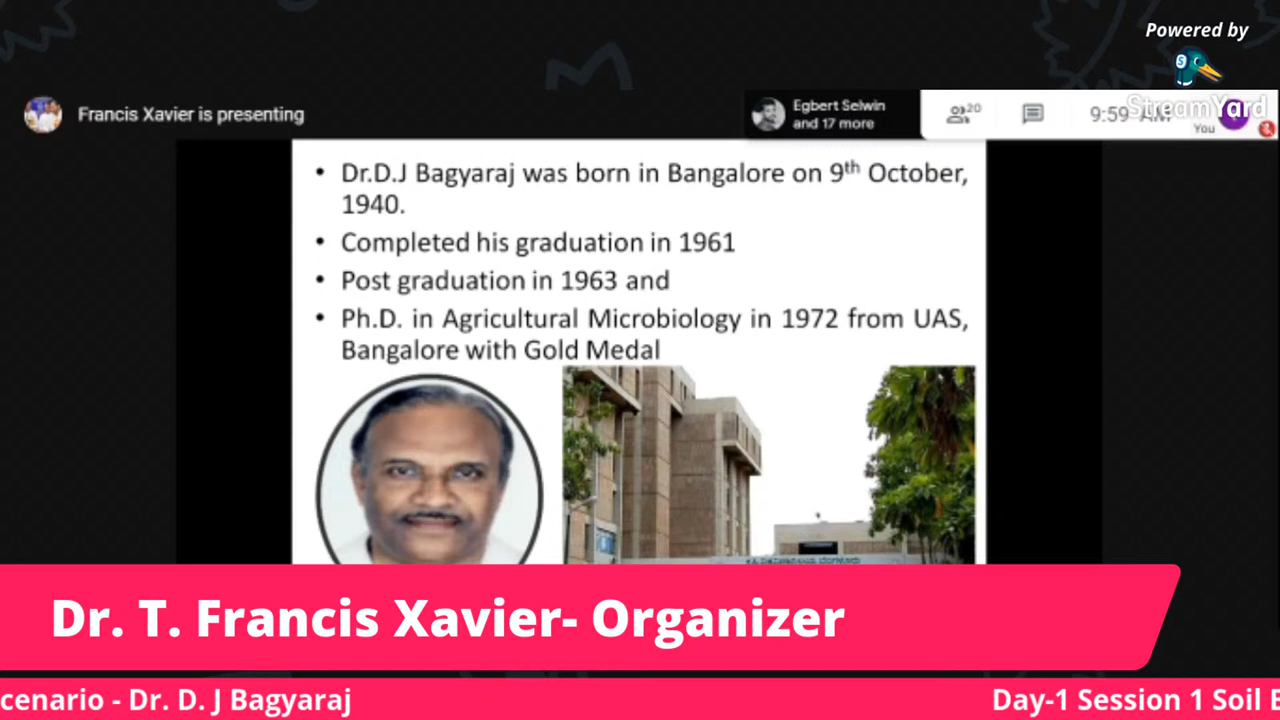 Powered by
StreamYard
Francis Xavier is presenting
Egbert Selwin
and 17 more
20
9:59 AM
You
• Dr.D.J Bagyaraj was born in Bangalore on 9th October,
1940.
• Completed his graduation in 1961
• Post graduation in 1963 and
• Ph.D. in Agricultural Microbiology in 1972 from UAS,
Bangalore with Gold Medal
Dr. T. Francis Xavier- Organizer
cenario - Dr. D. J Bagyaraj
Day-1 Session 1 Soil